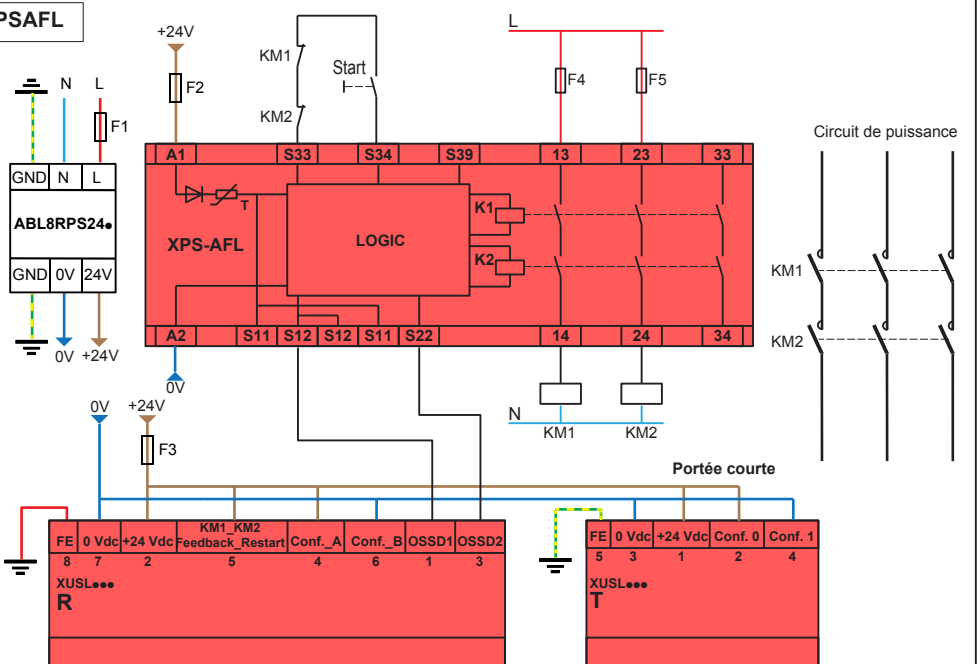 PSAFL
+24V
KM1
Start
L
N L
F2
F4 F5
F1
KM2
Circuit de puissance
A1 S33 S34 S39 13 23 33
GND N L
T
K1
ABL8RPS24●
XPS-AFL
LOGIC
K2
KM1
GND 0V 24V
A2 S11 S12 S12 S11 S22 14 24 34
KM2
0V +24V
0V
0V +24V
N
KM1 KM2
F3
Portée courte
FE 0 Vdc +24 Vdc KM1_KM2 Feedback_Restart Conf._A Conf._B OSSD1 OSSD2
8 7 2 5 4 6 1 3
XUSL●●●
R
FE 0 Vdc +24 Vdc Conf. 0 Conf. 1
5 3 1 2 4
XUSL●●●
T